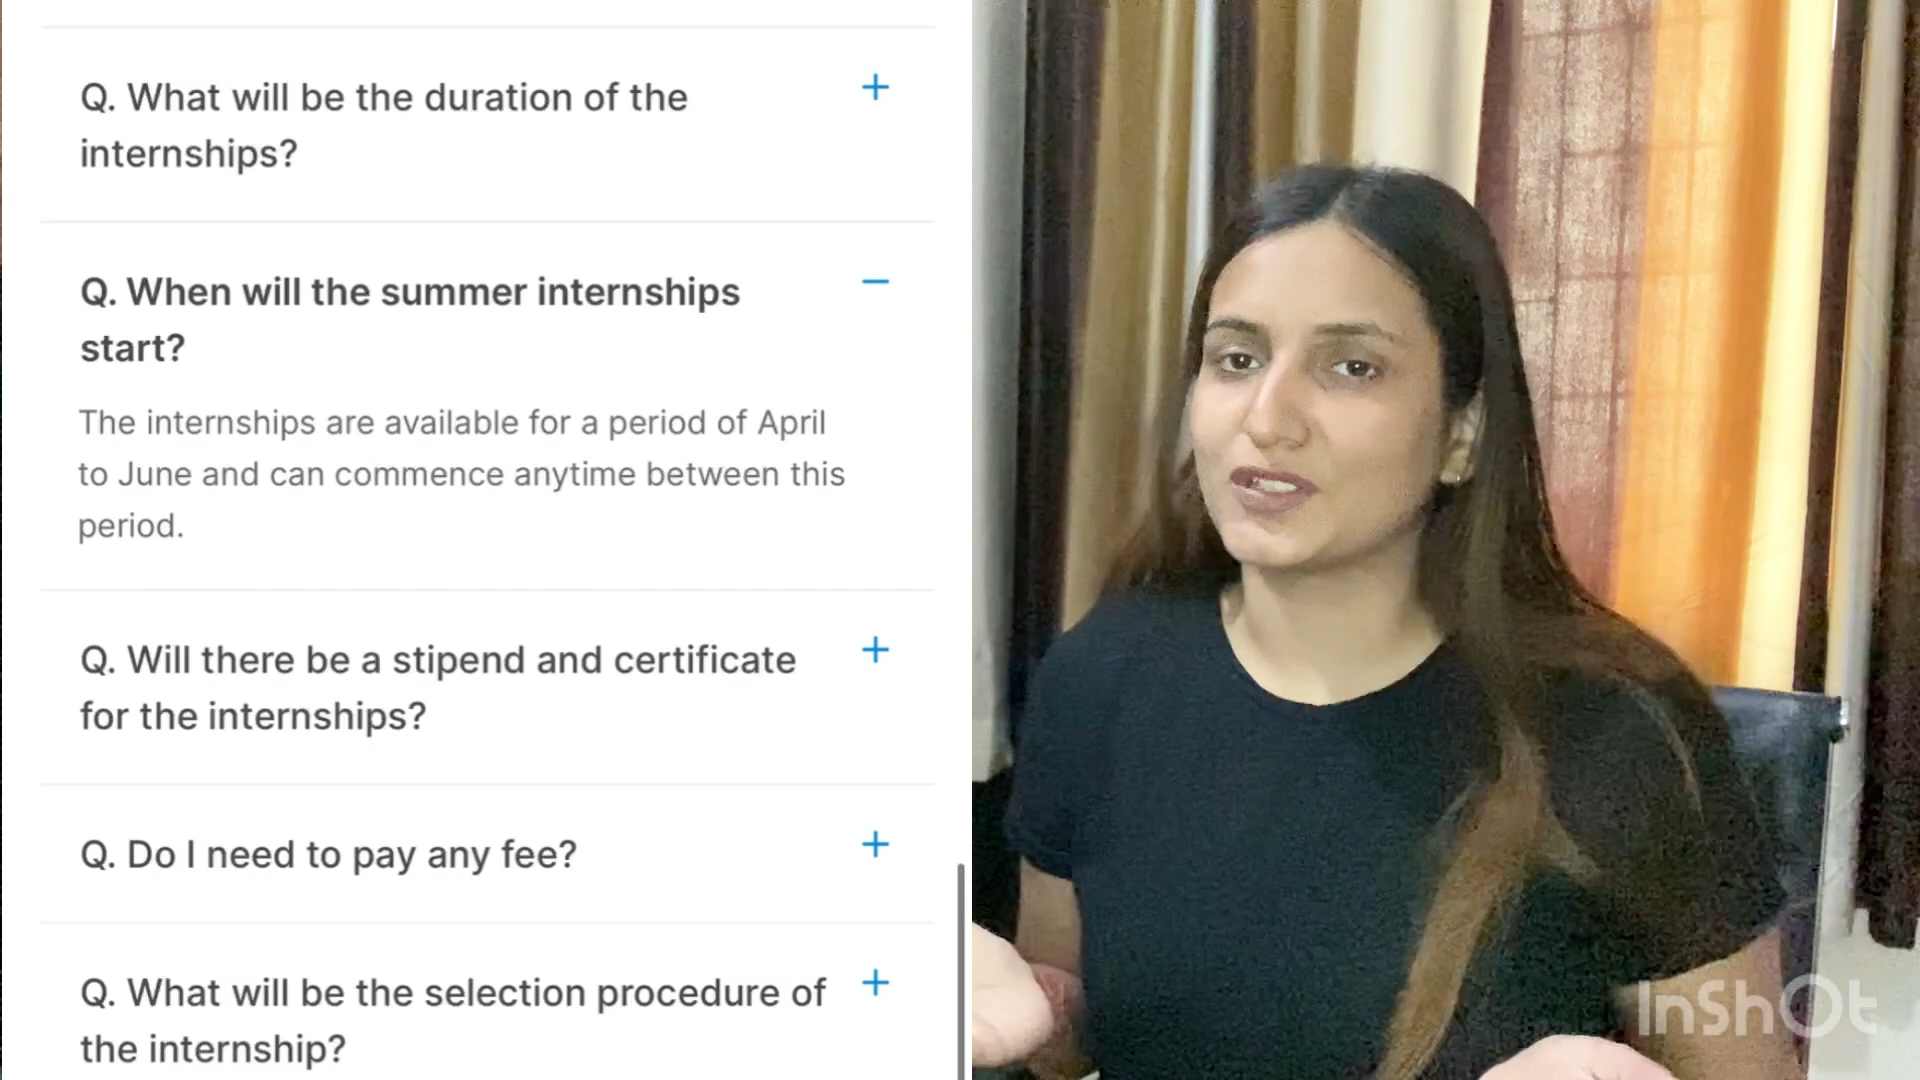 Q. What will be the duration of the
internships?
Q. When will the summer internships
start?
The internships are available for a period of April
to June and can commence anytime between this
period.
Q. Will there be a stipend and certificate
for the internships?
Q. Do I need to pay any fee?
Q. What will be the selection procedure of
the internship?
InShOt